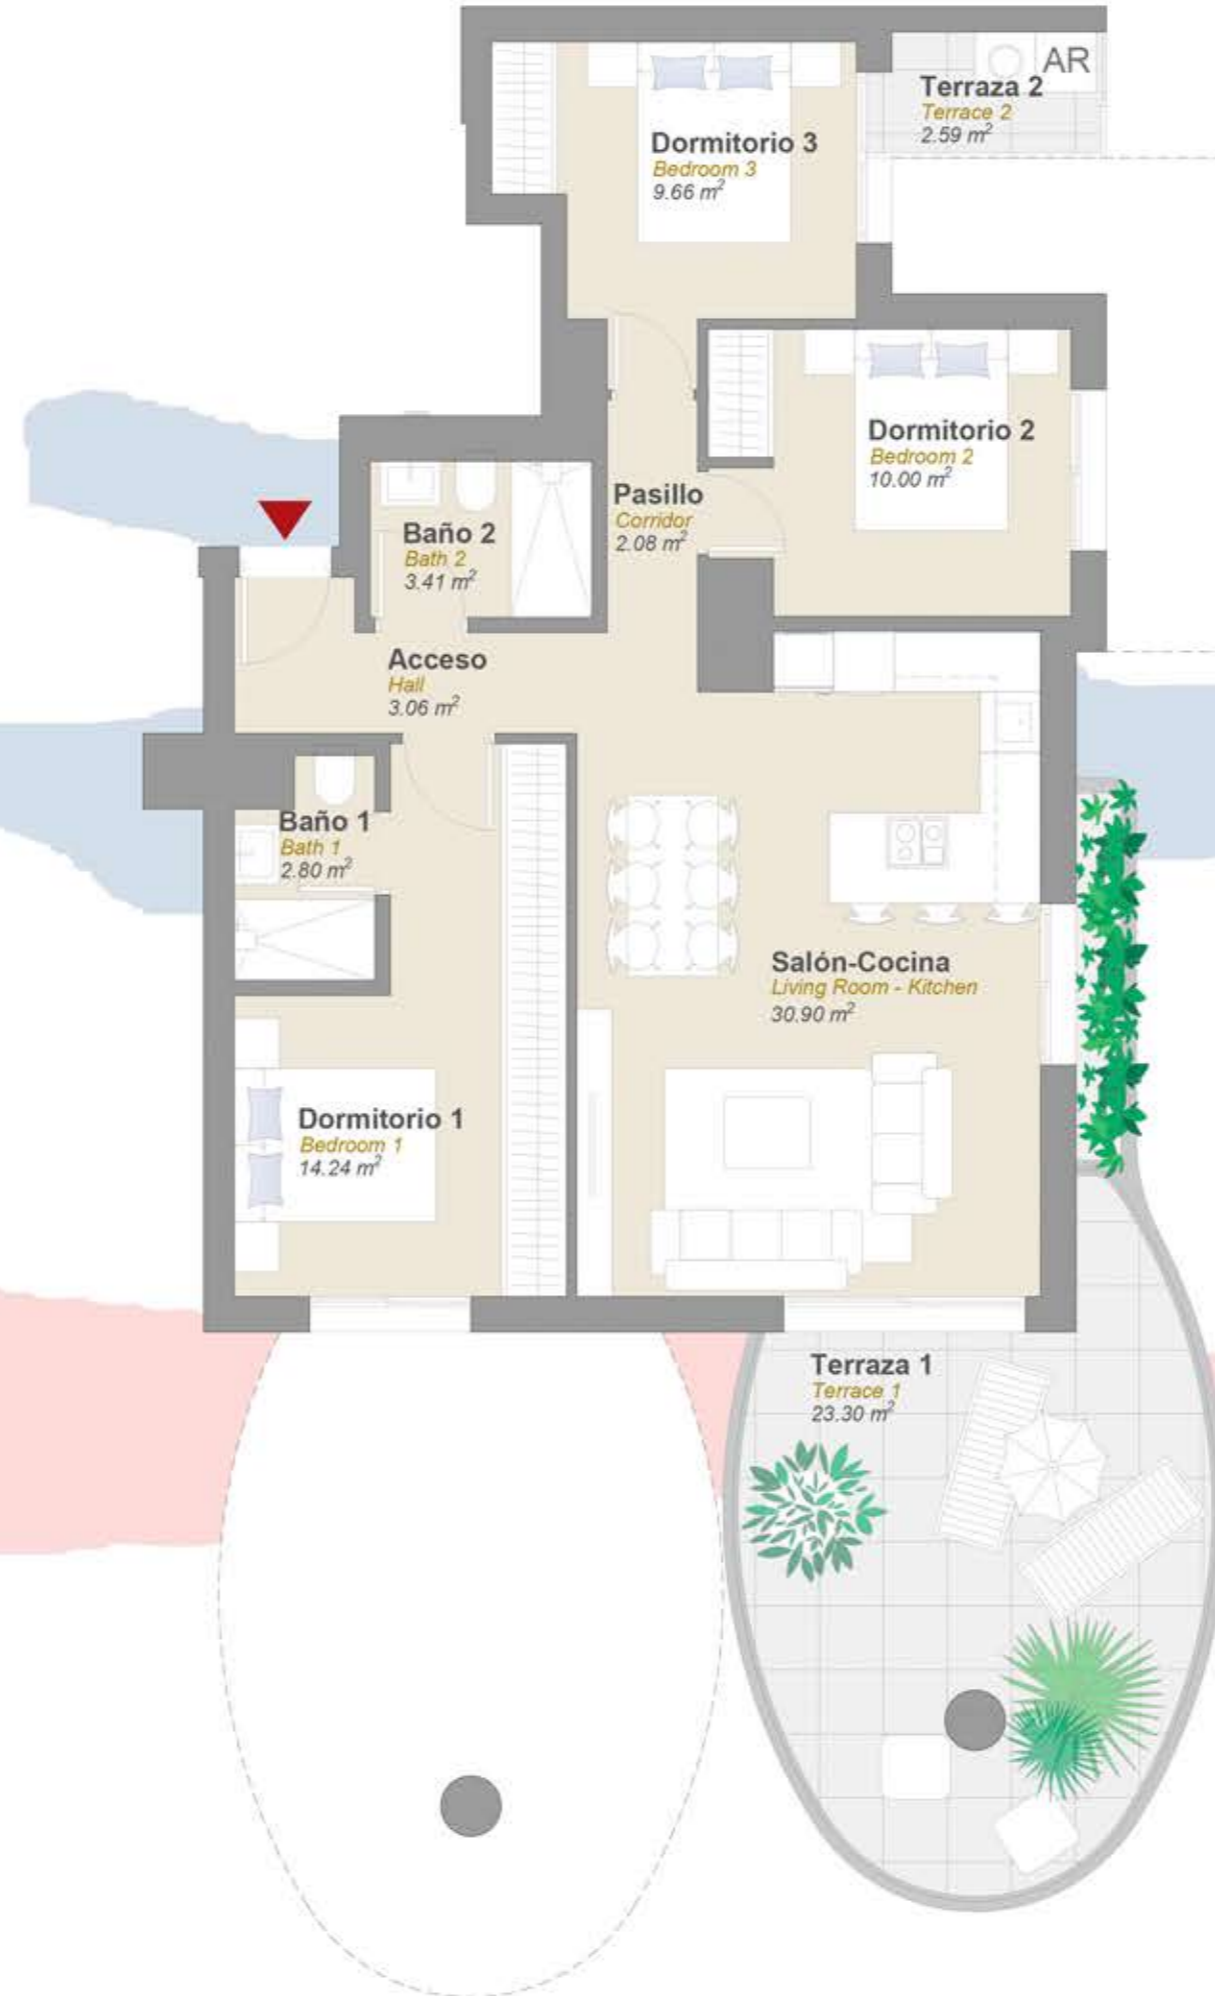 AR
Terraza 2
Terrace 2
2.59 m²
Dormitorio 3
Bedroom 3
9.66 m²
Dormitorio 2
Bedroom 2
10.00 m²
Pasillo
Corridor
2.08 m²
Baño 2
Bath 2
3.41 m²
Acceso
Hall
3.06 m²
Baño 1
Bath 1
2.80 m²
Salón-Cocina
Living Room - Kitchen
30.90 m²
Dormitorio 1
Bedroom 1
14.24 m²
Terraza 1
Terrace 1
23.30 m²